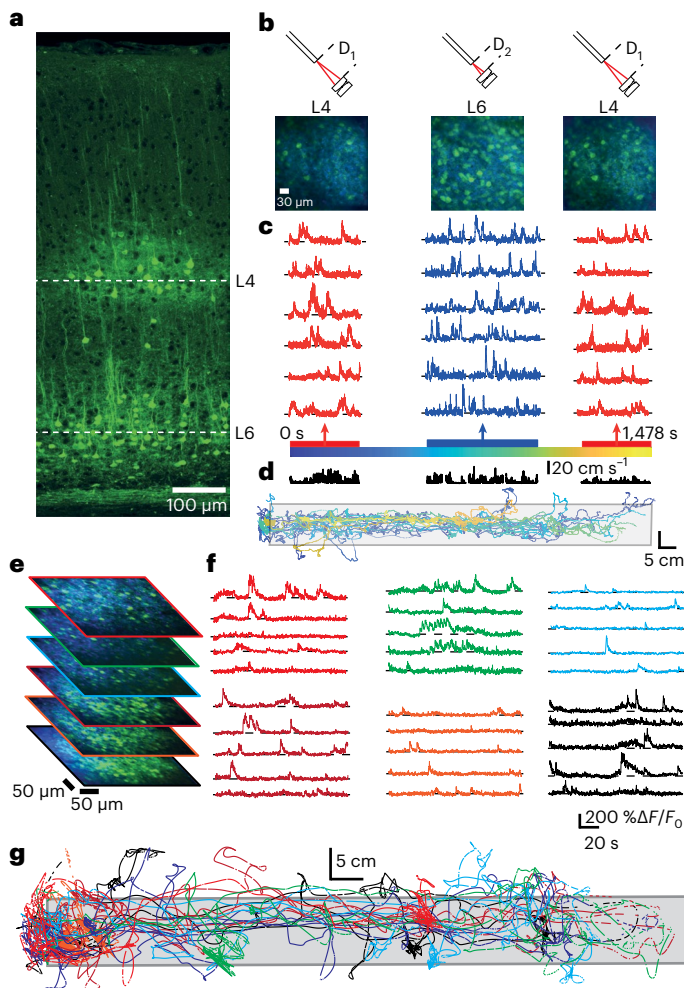 a
L4
L6
100 μm
b
D1
D2
D1
L4
L6
L4
30 μm
c
0 s
1,478 s
20 cm s−1
d
5 cm
e
50 μm
50 μm
f
200 %ΔF/F0
20 s
g
5 cm